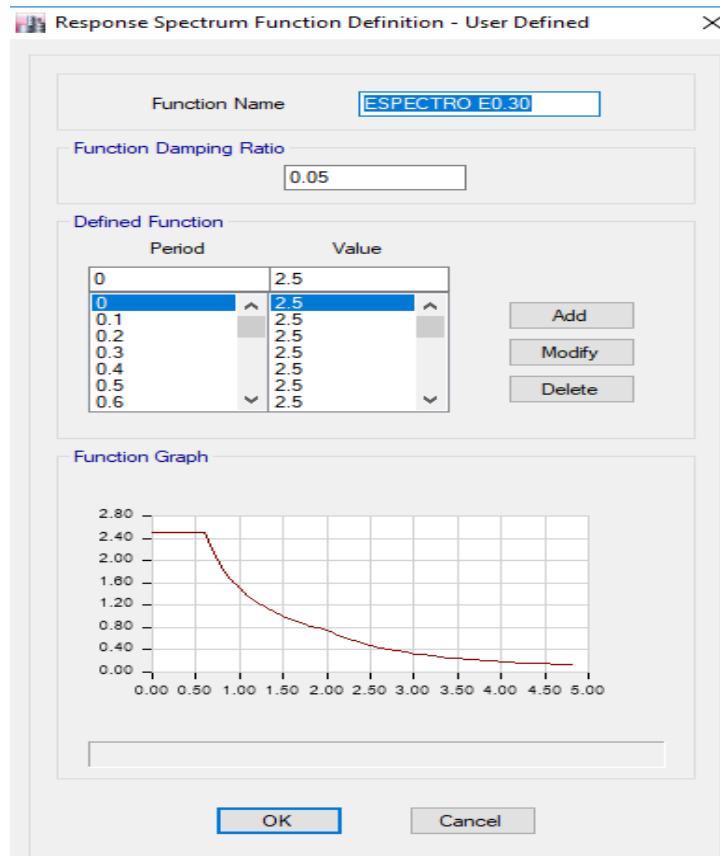 Response Spectrum Function Definition - User Defined
Function Name ESPECTRO E0.30
Function Damping Ratio
0.05
Defined Function
Period Value
0 2.5
0 2.5
0.1 2.5
0.2 2.5
0.3 2.5
0.4 2.5
0.5 2.5
0.6 2.5
Add
Modify
Delete
Function Graph
2.80
2.40
2.00
1.60
1.20
0.80
0.40
0.00
0.00 0.50 1.00 1.50 2.00 2.50 3.00 3.50 4.00 4.50 5.00
OK Cancel